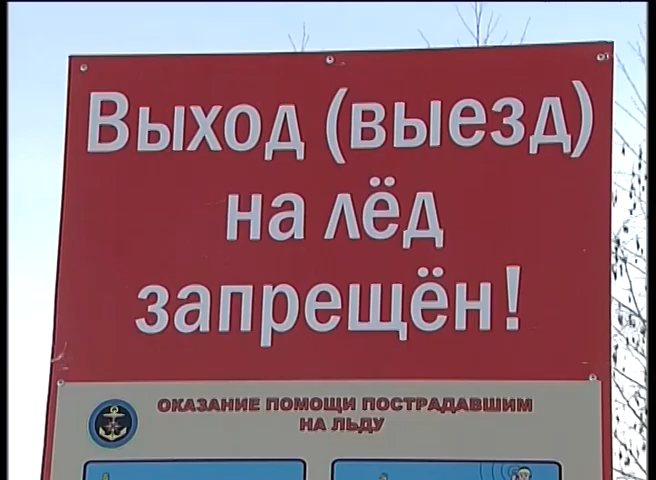 Выход (выезд)
на лёд
запрещён!
ОКАЗАНИЕ ПОМОЩИ ПОСТРАДАВШИМ
НА ЛЬДУ